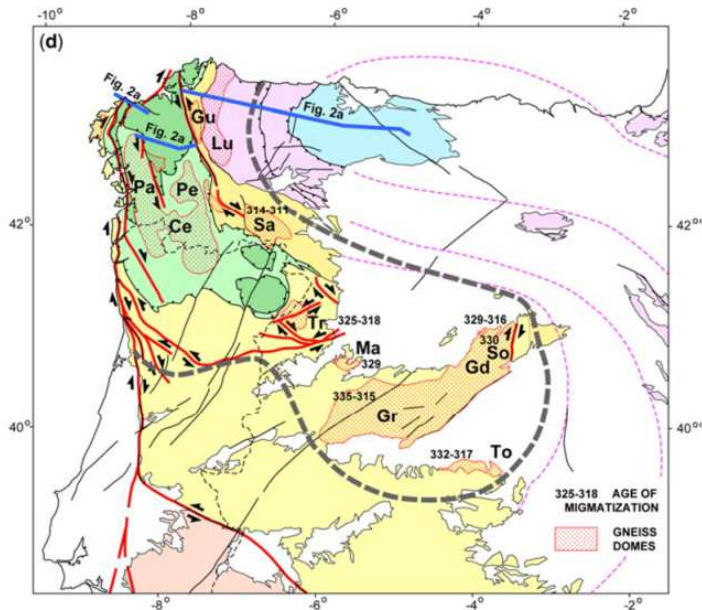 -8° -6° -4° -2°
(d)
Fig. 2a
Gu
Fig. 2a
Fig. 2a
Lu
Pa
Pe
42°
314-311
Sa
42°
Ce
Tr
325-318
329-316
330
So
Ma
329
Gd
335-315
Gr
40°
332-317
To
40°
325-318 AGE OF
MIGMATIZATION
GNEISS
DOMES
-8° -6° -4° -2°